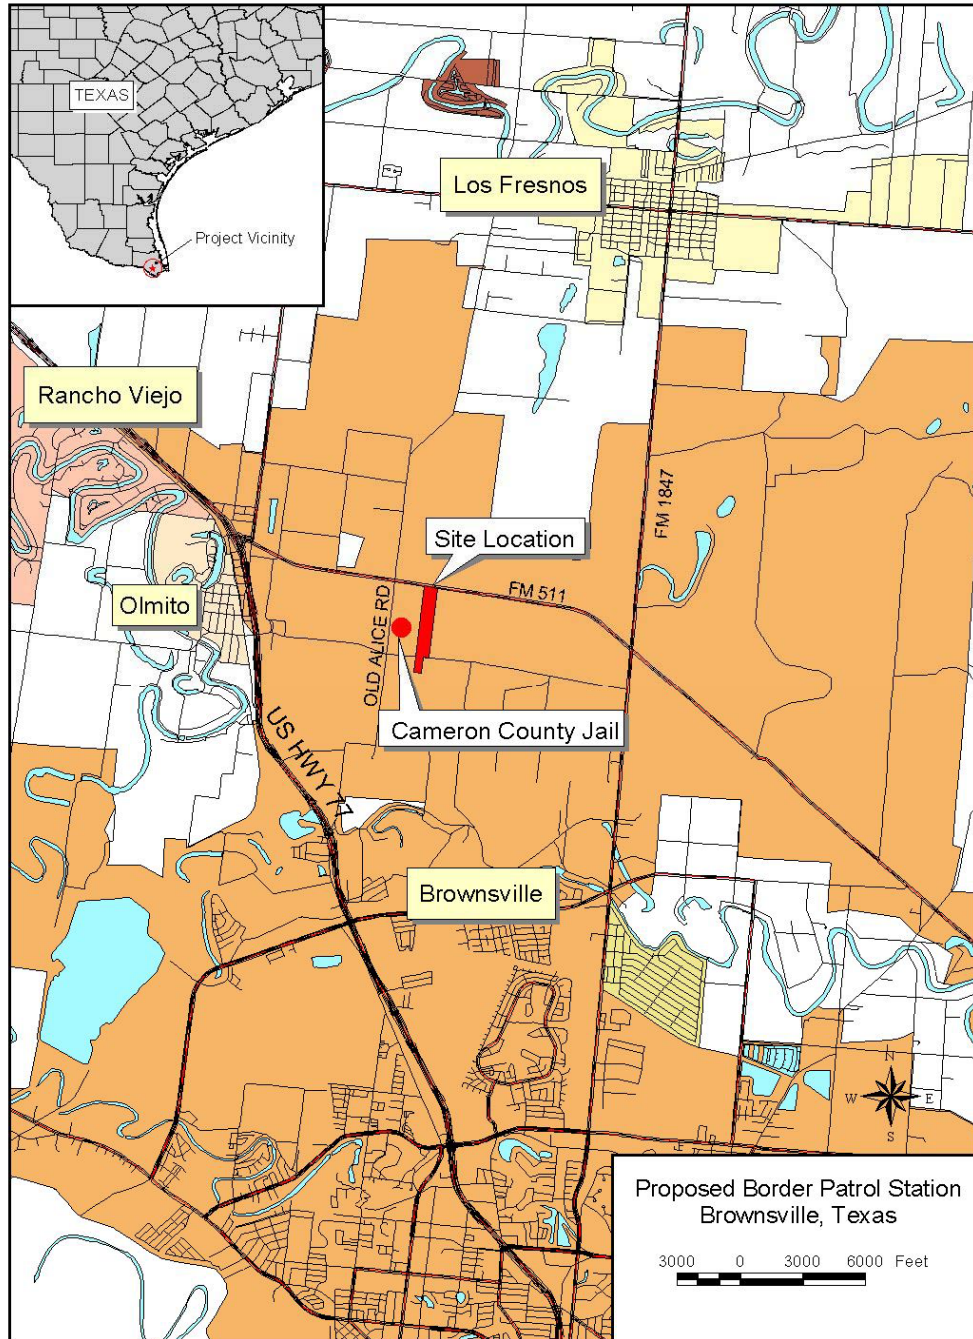 TEXAS
Project Vicinity
Los Fresnos
Rancho Viejo
FM 1847
Site Location
FM 511
Olmito
OLD ALICE RD
Cameron County Jail
US HWY 77
Brownsville
N
W E
S
Proposed Border Patrol Station
Brownsville, Texas
3000 0 3000 6000 Feet